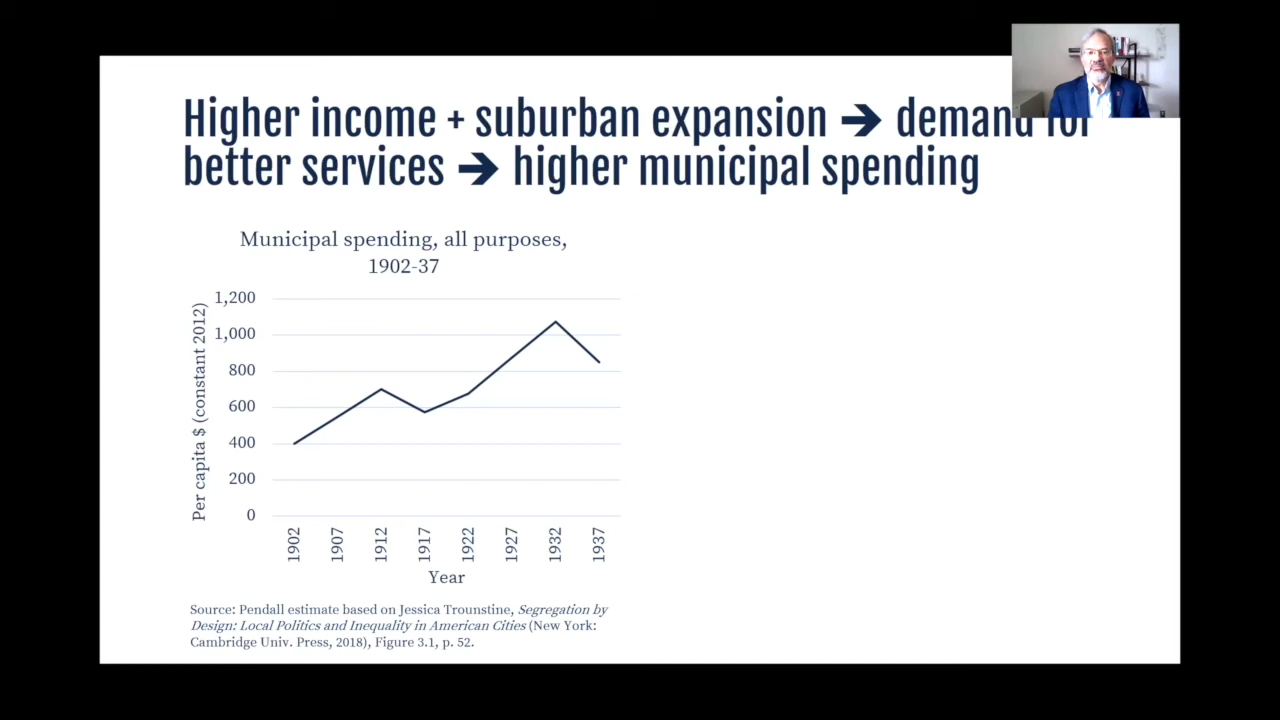 Higher income + suburban expansion ➔ demand for
better services ➔ higher municipal spending
Municipal spending, all purposes,
1902-37
Per capita $ (constant 2012)
1,200
1,000
800
600
400
200
0
1902
1907
1912
1917
1922
1927
1932
1937
Year
Source: Pendall estimate based on Jessica Trounstine, Segregation by
Design: Local Politics and Inequality in American Cities (New York:
Cambridge Univ. Press, 2018), Figure 3.1, p. 52.